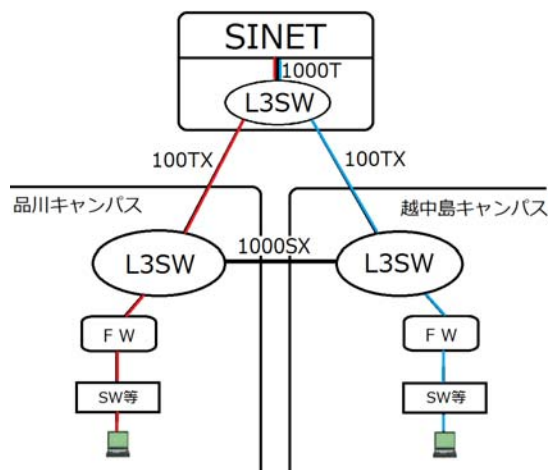 SINET
1000T
L3SW
100TX
100TX
品川キャンパス
越中島キャンパス
1000SX
L3SW
L3SW
ＦＷ
ＦＷ
SW等
SW等